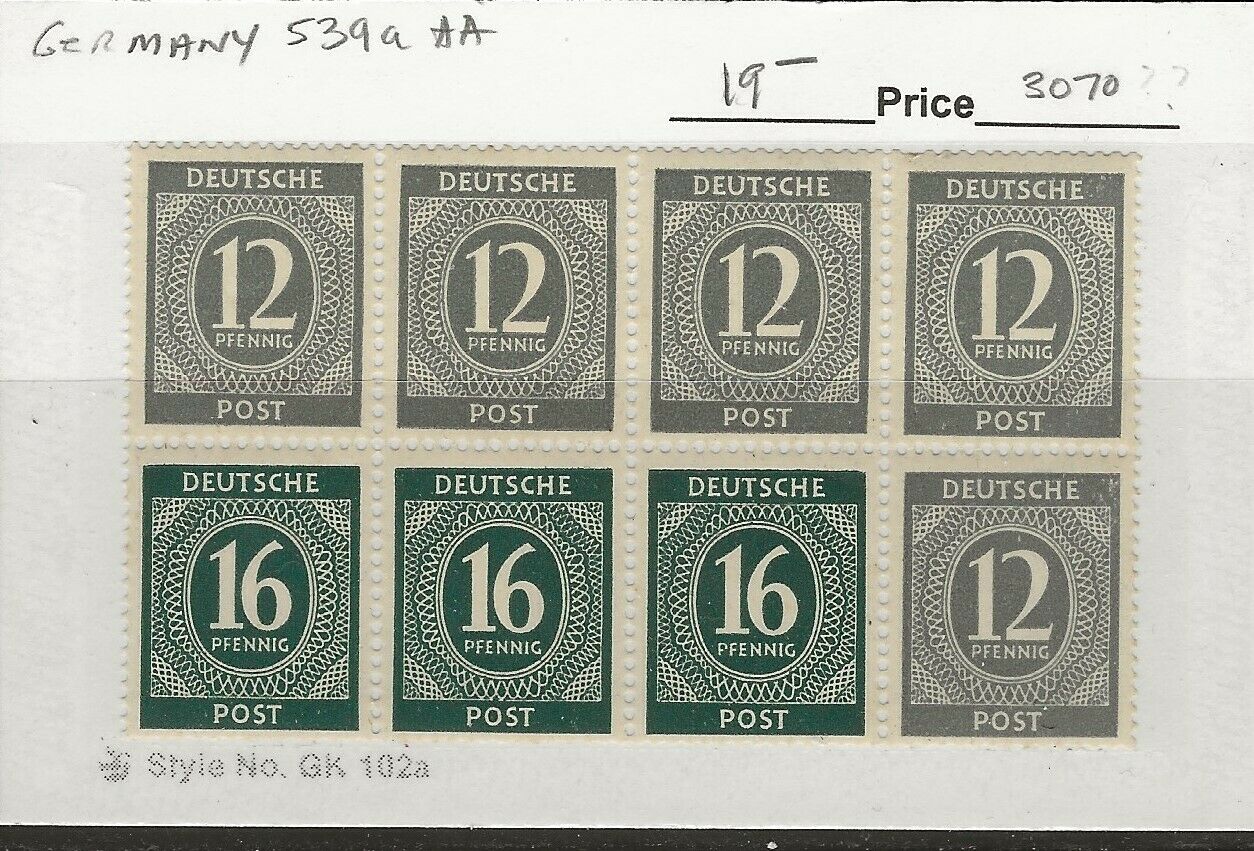 GERMANY 539a **
19- Price 3070 ??
DEUTSCHE DEUTSCHE DEUTSCHE DEUTSCHE
12 12 12 12
PFENNIG PFENNIG PFENNIG PFENNIG
POST POST POST POST
DEUTSCHE DEUTSCHE DEUTSCHE DEUTSCHE
16 16 16 12
PFENNIG PFENNIG PFENNIG PFENNIG
POST POST POST POST
Style No. GK 102a